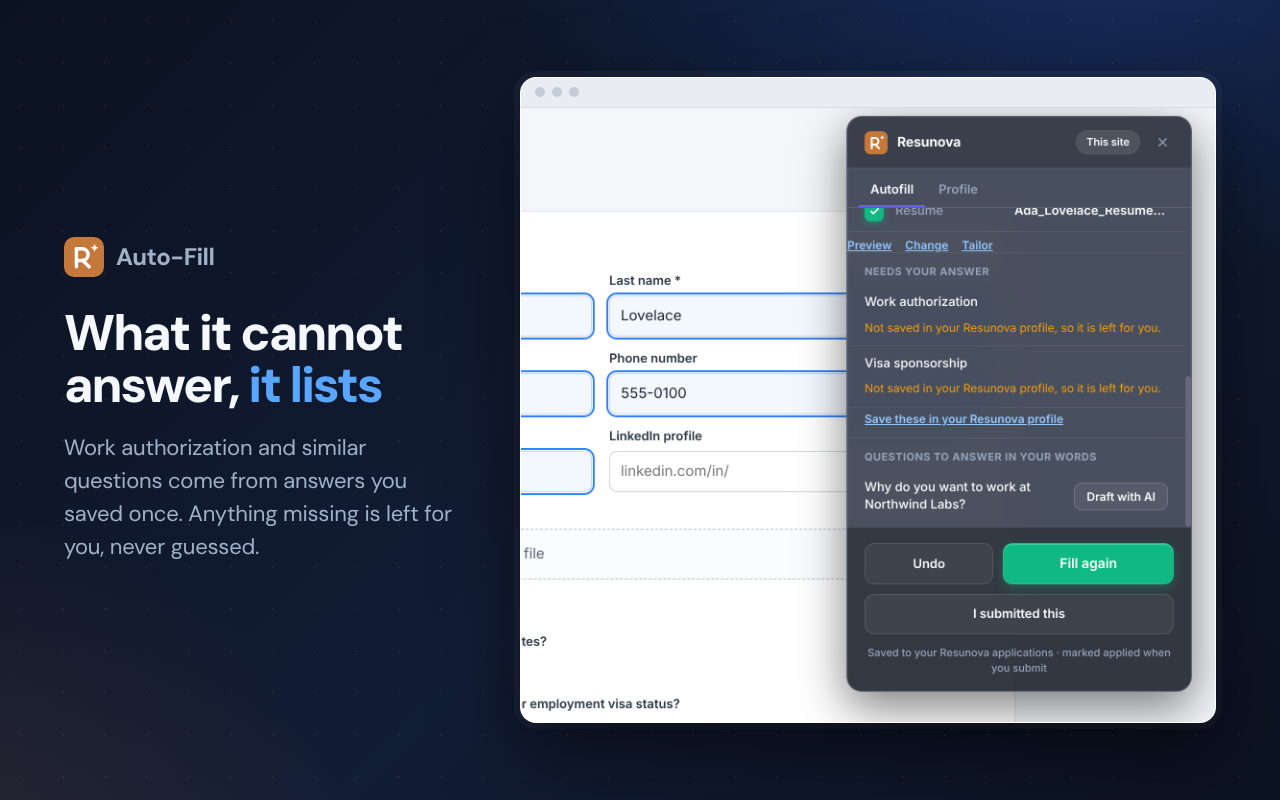 Auto-Fill
What it cannot
answer, it lists
Work authorization and similar
questions come from answers you
saved once. Anything missing is left for
you, never guessed.
Last name *
Lovelace
Phone number
555-0100
LinkedIn profile
linkedin.com/in/
file
tes?
r employment visa status?
R Resunova
This site
Autofill Profile
Resume Ada_Lovelace_Resume...
Preview Change Tailor
NEEDS YOUR ANSWER
Work authorization
Not saved in your Resunova profile, so it is left for you.
Visa sponsorship
Not saved in your Resunova profile, so it is left for you.
Save these in your Resunova profile
QUESTIONS TO ANSWER IN YOUR WORDS
Why do you want to work at
Northwind Labs?
Draft with AI
Undo Fill again
I submitted this
Saved to your Resunova applications · marked applied when
you submit